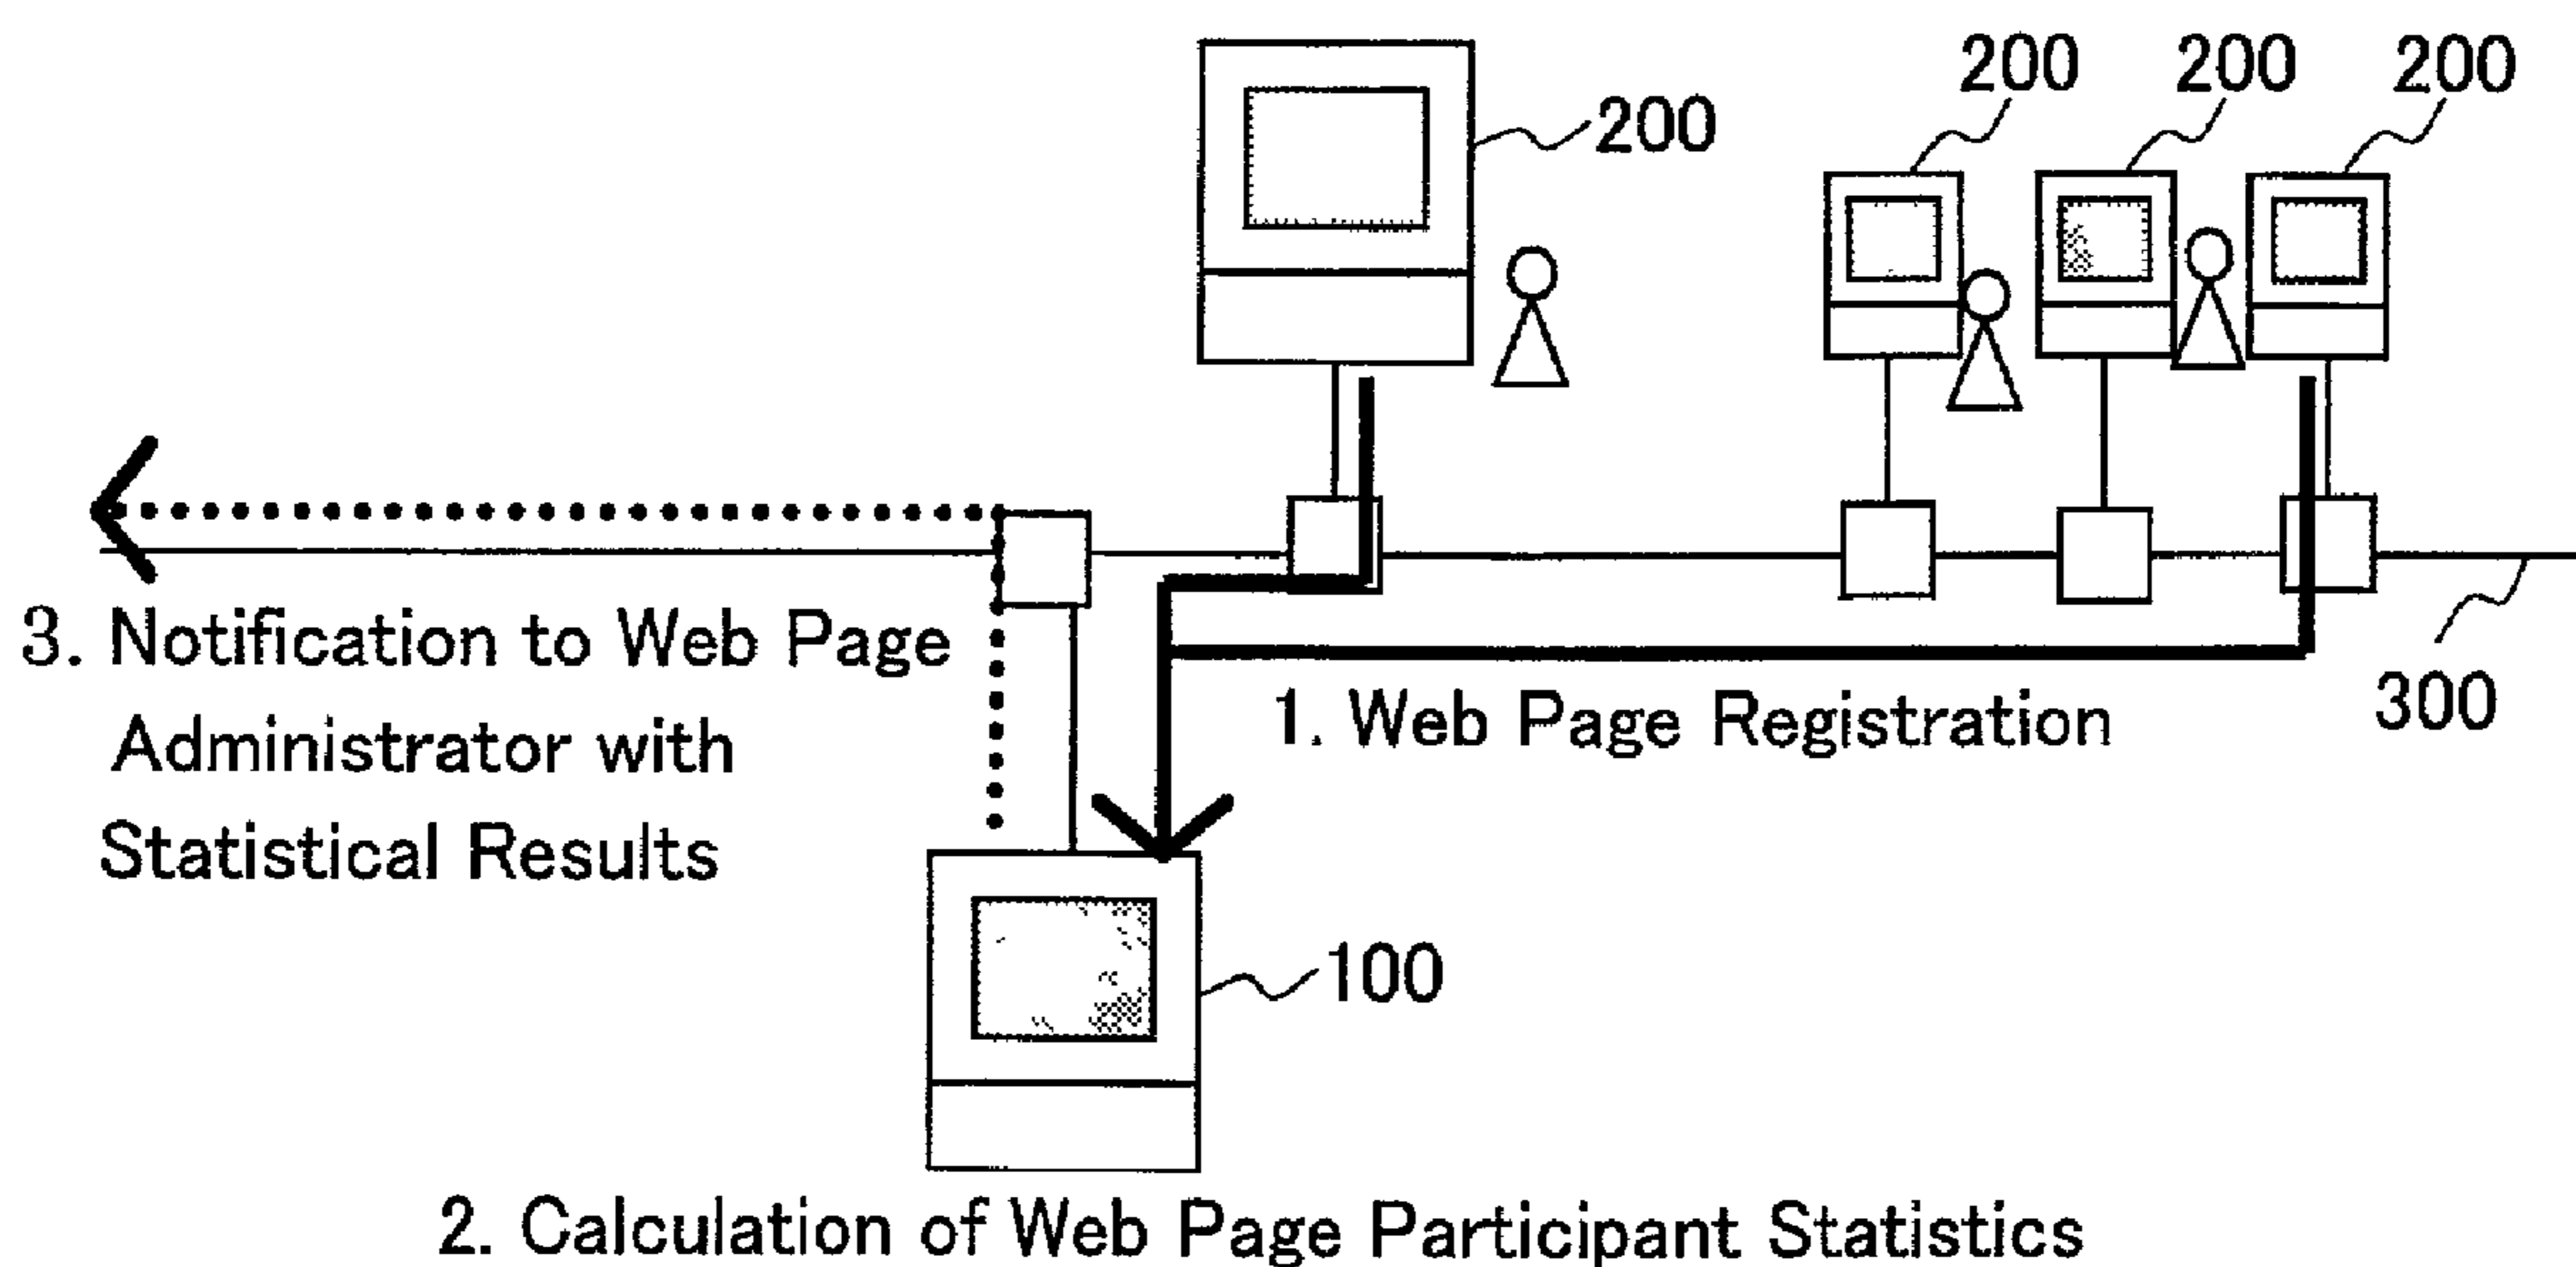 200 200 200
200
3. Notification to Web Page
Administrator with
Statistical Results
1. Web Page Registration
300
100
2. Calculation of Web Page Participant Statistics